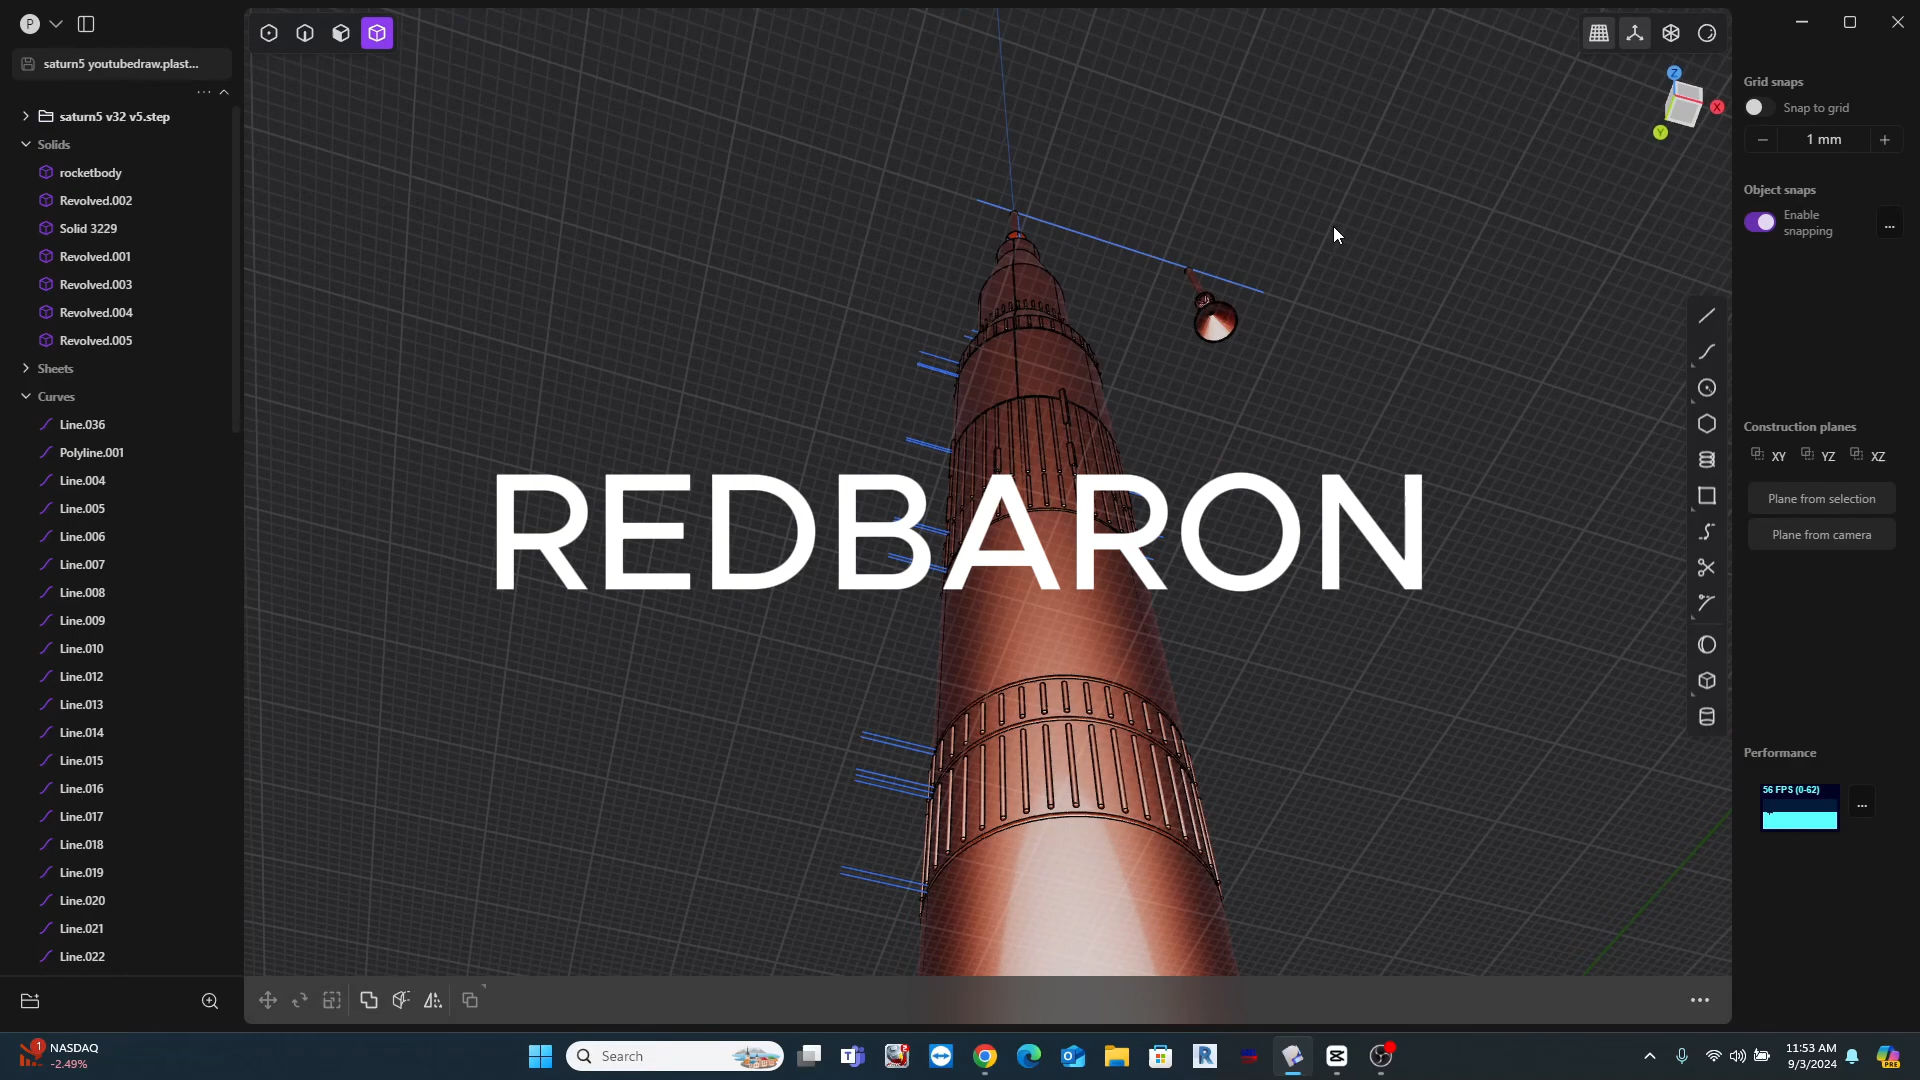 P
saturn5 youtubedraw.plast...
saturn5 v32 v5.step
Solids
rocketbody
Revolved.002
Solid 3229
Revolved.001
Revolved.003
Revolved.004
Revolved.005
Sheets
Curves
Line.036
Polyline.001
Line.004
Line.005
Line.006
Line.007
Line.008
Line.009
Line.010
Line.012
Line.013
Line.014
Line.015
Line.016
Line.017
Line.018
Line.019
Line.020
Line.021
Line.022
REDBARON
Z
X
Y
Grid snaps
Snap to grid
1 mm
Object snaps
Enable
snapping
...
Construction planes
XY YZ XZ
Plane from selection
Plane from camera
Performance
56 FPS (0-62)
...
1
NASDAQ
-2.49%
Search
11:53 AM
9/3/2024
PRE